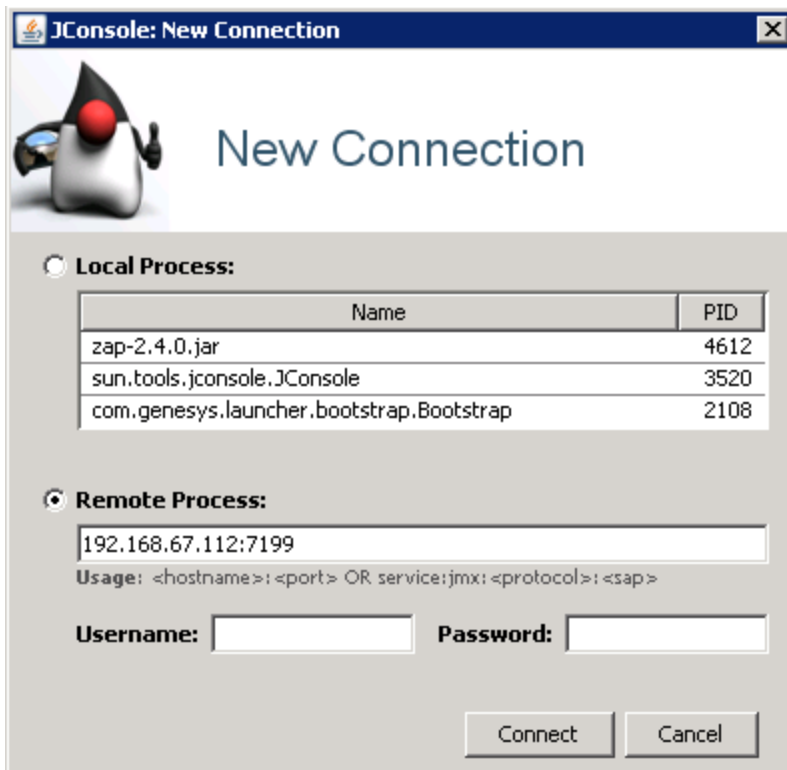 JConsole: New Connection
New Connection
Local Process:
Name PID
zap-2.4.0.jar 4612
sun.tools.jconsole.JConsole 3520
com.genesys.launcher.bootstrap.Bootstrap 2108
Remote Process:
192.168.67.112:7199
Usage: <hostname>:<port> OR service:jmx:<protocol>:<sap>
Username: Password:
Connect Cancel